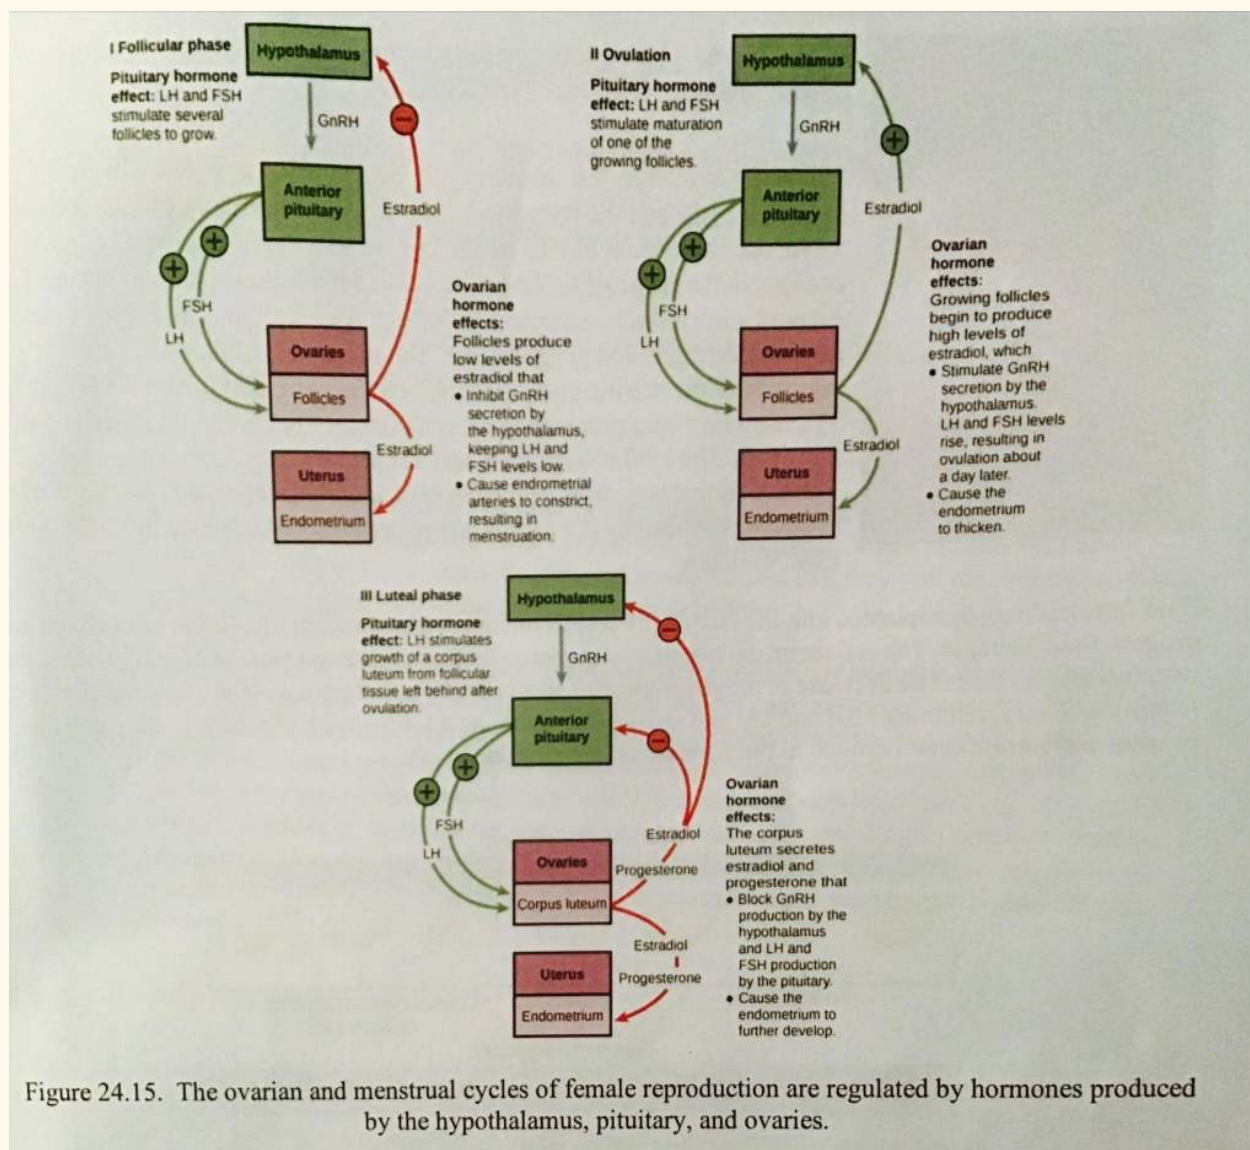 I Follicular phase
Pituitary hormone
effect: LH and FSH
stimulate several
follicles to grow.
Hypothalamus
GnRH
Anterior
pituitary
Estradiol
FSH
LH
Ovaries
Follicles
Estradiol
Uterus
Endometrium
Ovarian
hormone
effects:
Follicles produce
low levels of
estradiol that
• Inhibit GnRH
secretion by
the hypothalamus,
keeping LH and
FSH levels low.
• Cause endrometrial
arteries to constrict,
resulting in
menstruation.
II Ovulation
Pituitary hormone
effect: LH and FSH
stimulate maturation
of one of the
growing follicles.
Hypothalamus
GnRH
Anterior
pituitary
Estradiol
FSH
LH
Ovaries
Follicles
Estradiol
Uterus
Endometrium
Ovarian
hormone
effects:
Growing follicles
begin to produce
high levels of
estradiol, which
• Stimulate GnRH
secretion by the
hypothalamus.
LH and FSH levels
rise, resulting in
ovulation about
a day later.
• Cause the
endometrium
to thicken.
III Luteal phase
Pituitary hormone
effect: LH stimulates
growth of a corpus
luteum from follicular
tissue left behind after
ovulation.
Hypothalamus
GnRH
Anterior
pituitary
FSH
LH
Estradiol
Progesterone
Ovaries
Corpus luteum
Estradiol
Progesterone
Uterus
Endometrium
Ovarian
hormone
effects:
The corpus
luteum secretes
estradiol and
progesterone that
• Block GnRH
production by the
hypothalamus
and LH and
FSH production
by the pituitary.
• Cause the
endometrium to
further develop.
Figure 24.15. The ovarian and menstrual cycles of female reproduction are regulated by hormones produced
by the hypothalamus, pituitary, and ovaries.